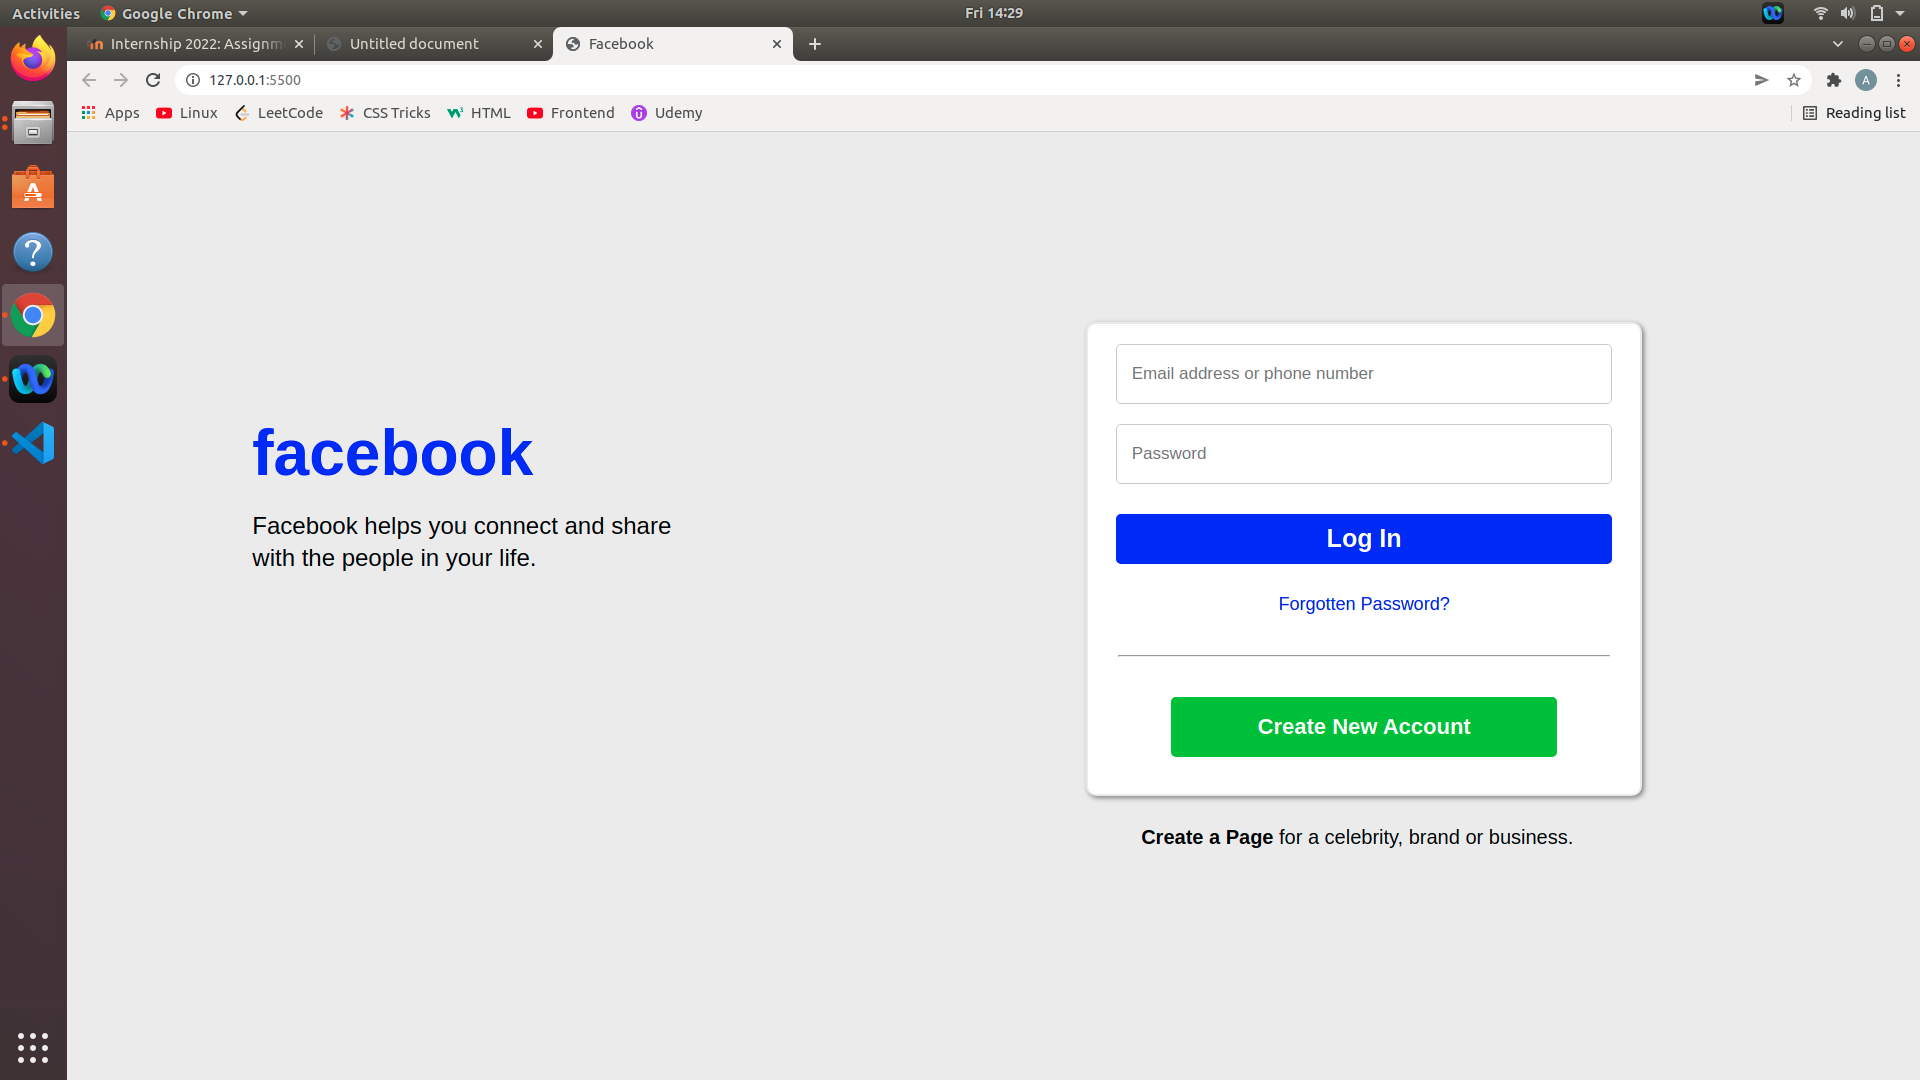 Activities
Google Chrome
Fri 14:29
Internship 2022: Assignm
Untitled document
Facebook
127.0.0.1:5500
A
Apps
Linux
LeetCode
CSS Tricks
HTML
Frontend
Udemy
Reading list
facebook
Facebook helps you connect and share
with the people in your life.
Email address or phone number
Password
Log In
Forgotten Password?
Create New Account
Create a Page for a celebrity, brand or business.